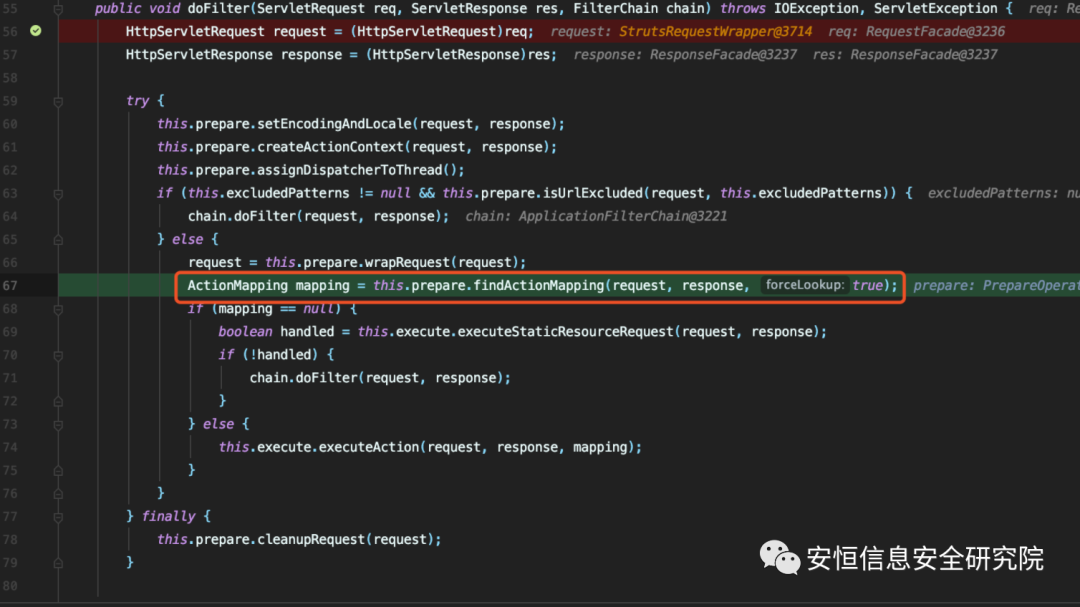 55 public void doFilter(ServletRequest req, ServletResponse res, FilterChain chain) throws IOException, ServletException { req: Re
56 HttpServletRequest request = (HttpServletRequest)req; request: StrutsRequestWrapper@3714 req: RequestFacade@3236
57 HttpServletResponse response = (HttpServletResponse)res; response: ResponseFacade@3237 res: ResponseFacade@3237
58
59 try {
60 this.prepare.setEncodingAndLocale(request, response);
61 this.prepare.createActionContext(request, response);
62 this.prepare.assignDispatcherToThread();
63 if (this.excludedPatterns != null && this.prepare.isUrlExcluded(request, this.excludedPatterns)) { excludedPatterns: nu
64 chain.doFilter(request, response); chain: ApplicationFilterChain@3221
65 } else {
66 request = this.prepare.wrapRequest(request);
67 ActionMapping mapping = this.prepare.findActionMapping(request, response, forceLookup: true); prepare: PrepareOperat
68 if (mapping == null) {
69 boolean handled = this.execute.executeStaticResourceRequest(request, response);
70 if (!handled) {
71 chain.doFilter(request, response);
72 }
73 } else {
74 this.execute.executeAction(request, response, mapping);
75 }
76 }
77 } finally {
78 this.prepare.cleanupRequest(request);
79 }
80
安恒信息安全研究院